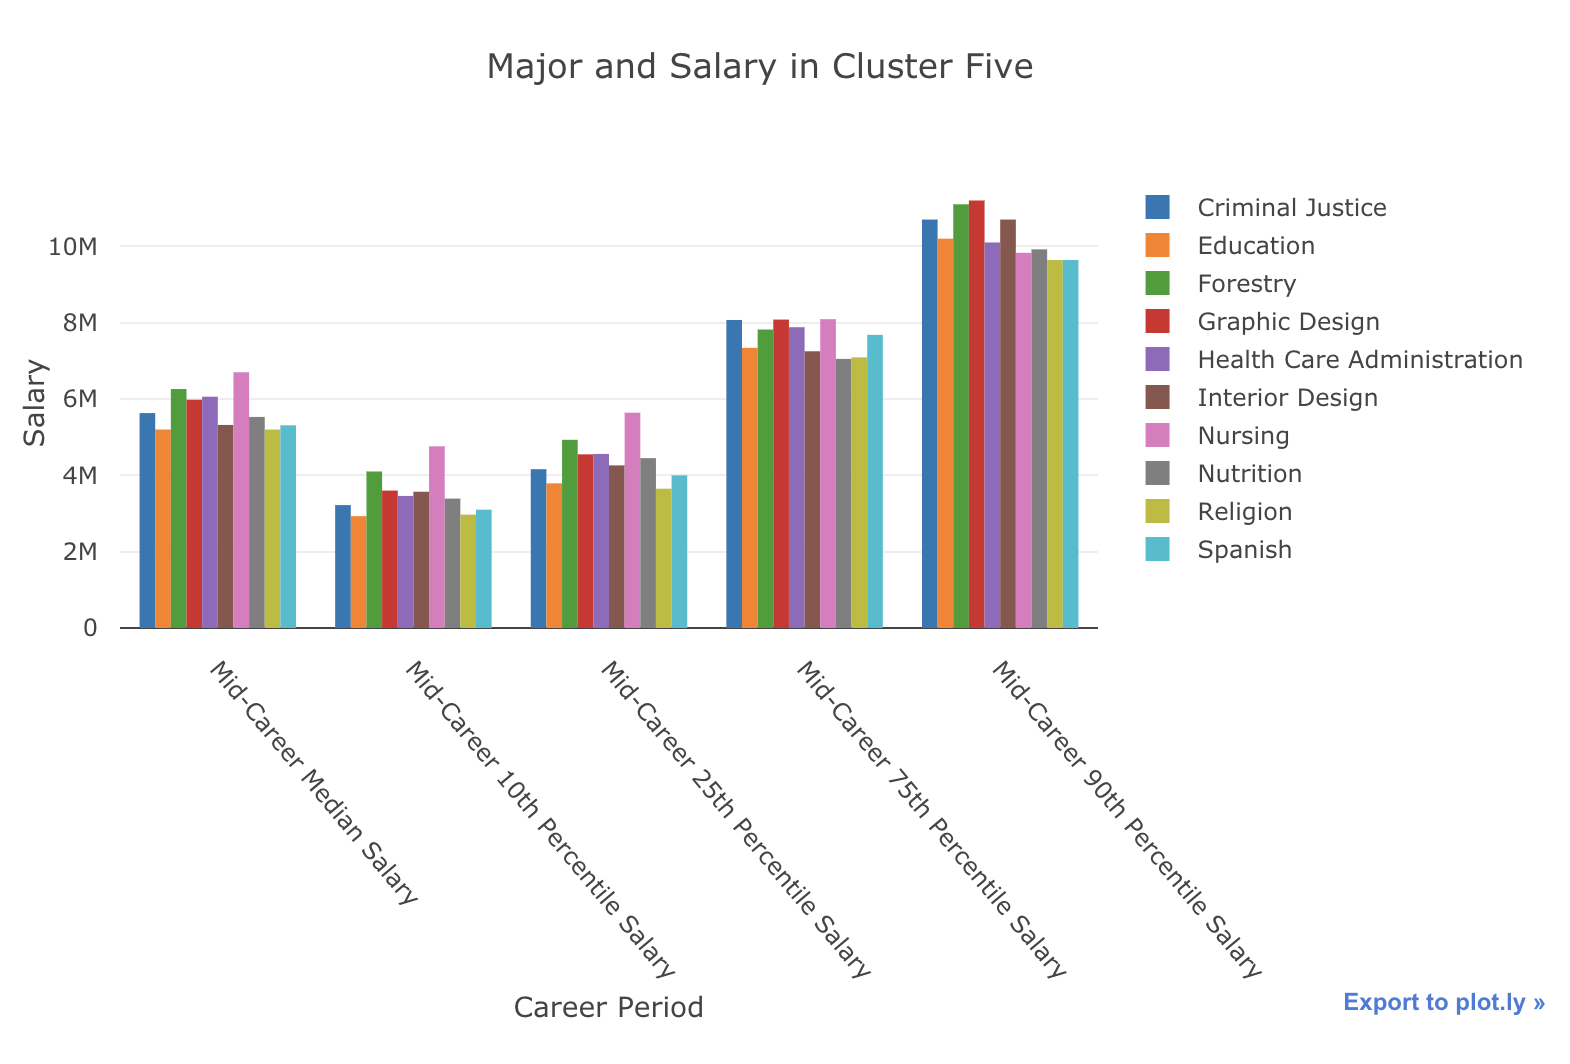 Major and Salary in Cluster Five
Salary
10M
8M
6M
4M
2M
0
Criminal Justice
Education
Forestry
Graphic Design
Health Care Administration
Interior Design
Nursing
Nutrition
Religion
Spanish
Mid-Career Median Salary
Mid-Career 10th Percentile Salary
Mid-Career 25th Percentile Salary
Mid-Career 75th Percentile Salary
Mid-Career 90th Percentile Salary
Career Period
Export to plot.ly »